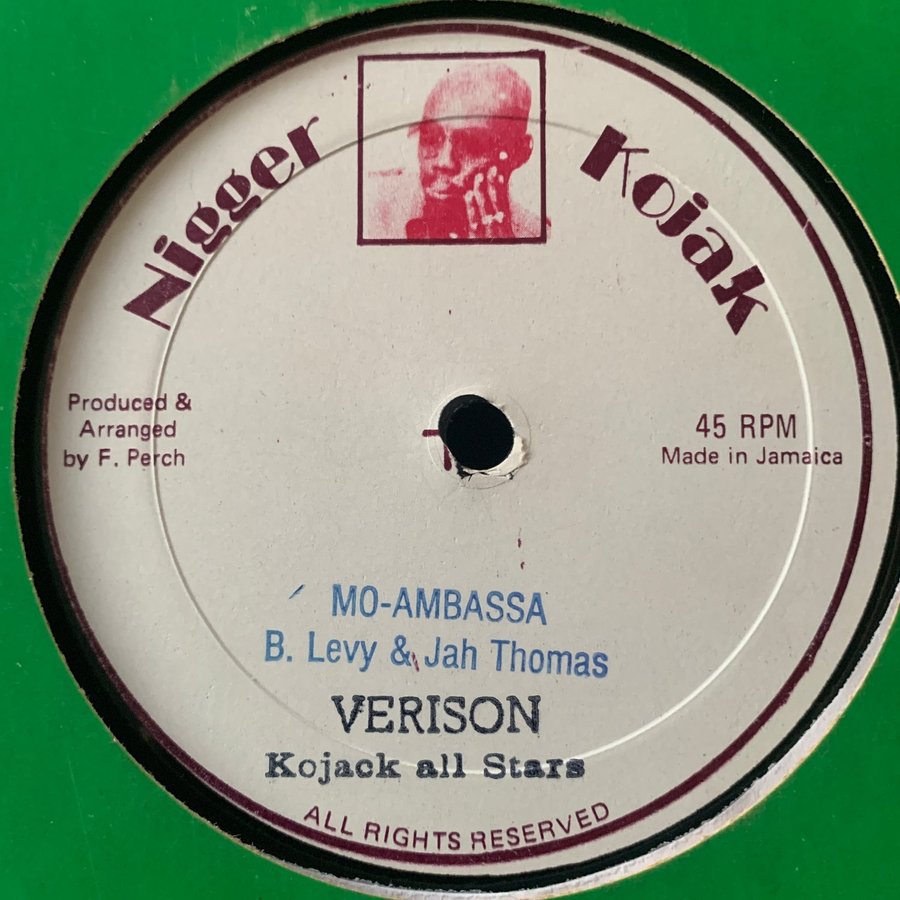 Nigger Kojak
Produced &
Arranged
by F. Perch
45 RPM
Made in Jamaica
MO-AMBASSA
B. Levy & Jah Thomas
VERISON
Kojack all Stars
ALL RIGHTS RESERVED